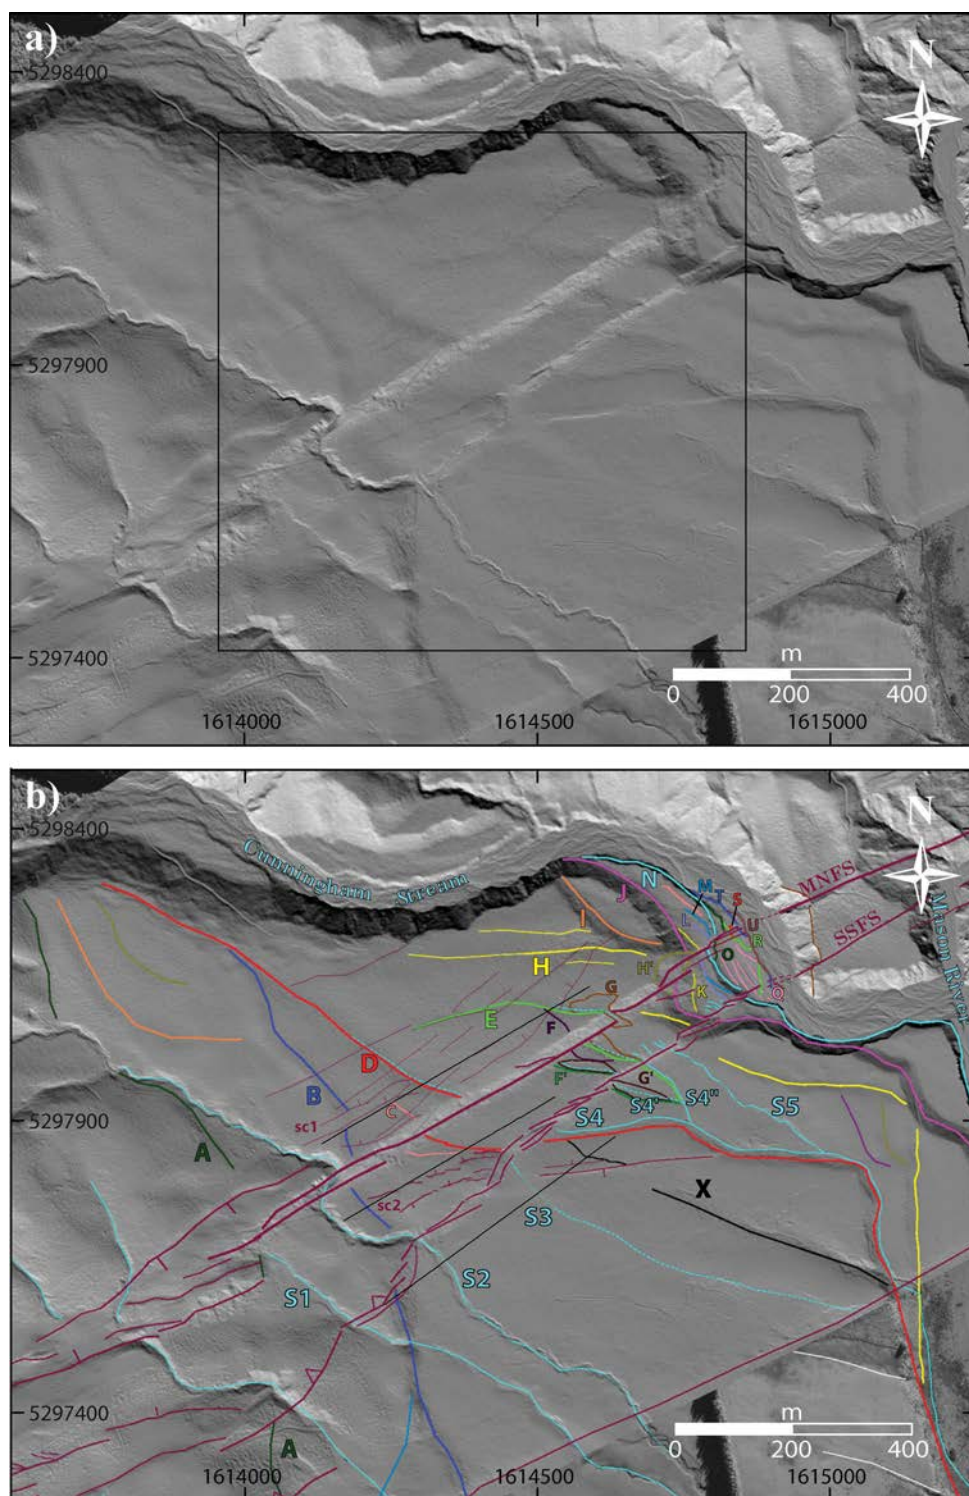 a)
N
5298400
5297900
5297400
m
0 200 400
1614000 1614500 1615000
b)
N
5298400
Cunningham Stream
MNFS
SSFS
Mason River
N
M
T
S
J
L
I
U
R
O
H
H'
K
Q
G
E
F
D
F'
G'
B
C
S4'
S4"
sc1
S4
S5
A
X
sc2
S3
S2
S1
5297900
5297400
A
m
0 200 400
1614000 1614500 1615000